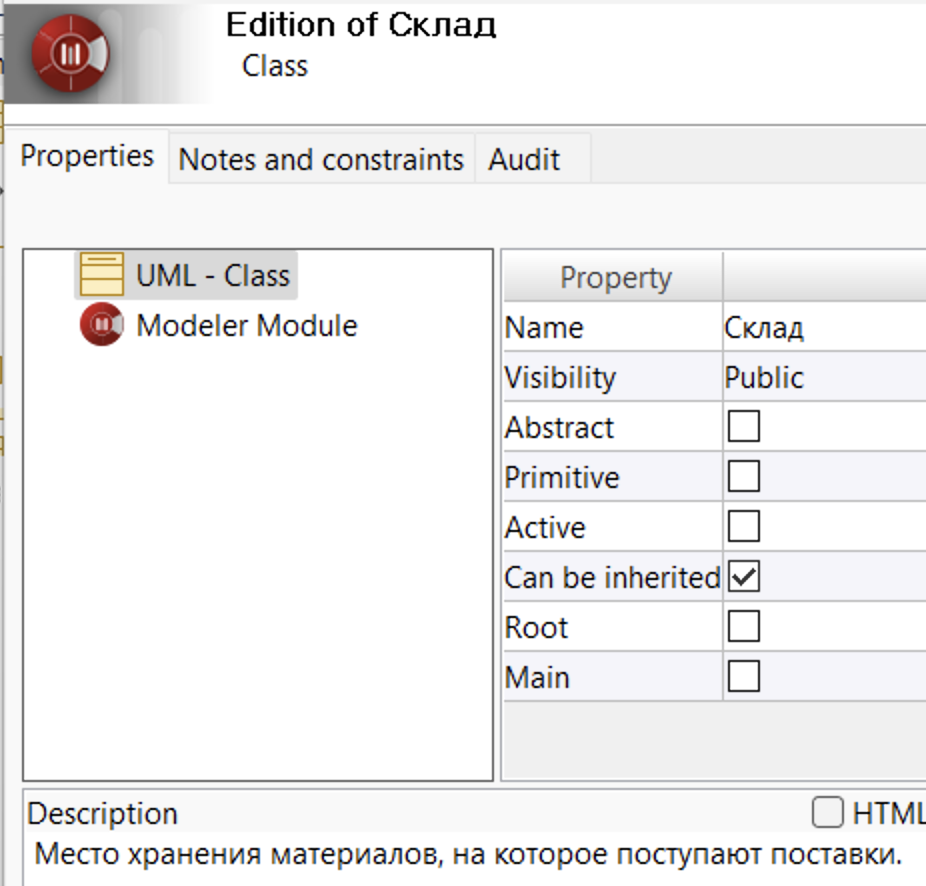 Edition of Склад
Class
Properties
Notes and constraints
Audit
UML - Class
Modeler Module
Property
Name
Склад
Visibility
Public
Abstract
Primitive
Active
Can be inherited
Root
Main
Description
HTML
Место хранения материалов, на которое поступают поставки.